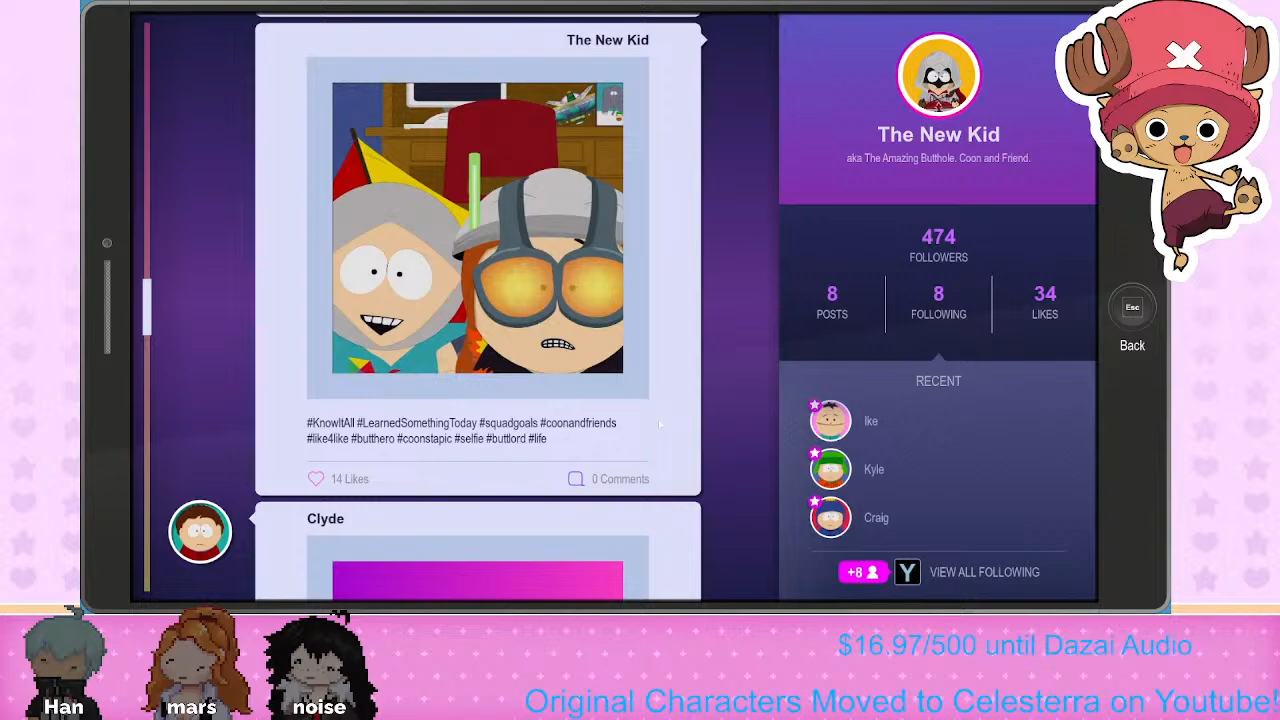 The New Kid
#KnowItAll #LearnedSomethingToday #squadgoals #coonandfriends
#like4like #butthero #coonstapic #selfie #buttlord #life
14 Likes
0 Comments
Clyde
The New Kid
aka The Amazing Butthole. Coon and Friend.
474
FOLLOWERS
8
POSTS
8
FOLLOWING
34
LIKES
RECENT
Ike
Kyle
Craig
+8
Y
VIEW ALL FOLLOWING
Esc
Back
Han
mars
noise
$16.97/500 until Dazai Audio
Original Characters Moved to Celesterra on Youtube!